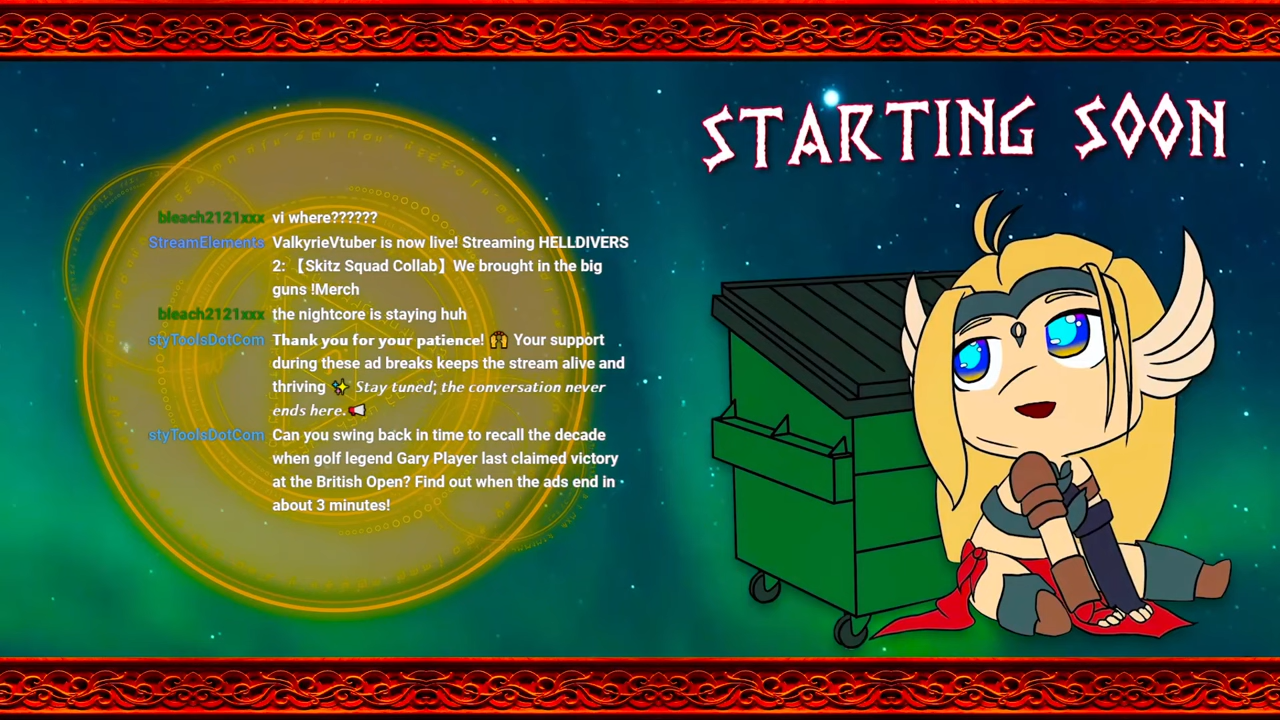 STARTING SOON
bleach2121xxx vi where??????
StreamElements ValkyrieVtuber is now live! Streaming HELLDIVERS
2: 【Skitz Squad Collab】We brought in the big
guns !Merch
bleach2121xxx the nightcore is staying huh
styToolsDotCom Thank you for your patience! 🙌 Your support
during these ad breaks keeps the stream alive and
thriving ✨ Stay tuned; the conversation never
ends here.📢
styToolsDotCom Can you swing back in time to recall the decade
when golf legend Gary Player last claimed victory
at the British Open? Find out when the ads end in
about 3 minutes!